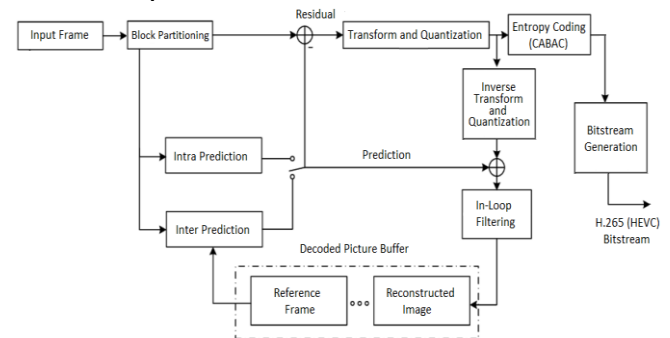 Residual
Input Frame
Block Partitioning
-
Transform and Quantization
Entropy Coding
(CABAC)
Inverse
Transform
and
Quantization
Bitstream
Generation
Intra Prediction
Prediction
Inter Prediction
In-Loop
Filtering
H.265 (HEVC)
Bitstream
Decoded Picture Buffer
Reference
Frame
Reconstructed
Image